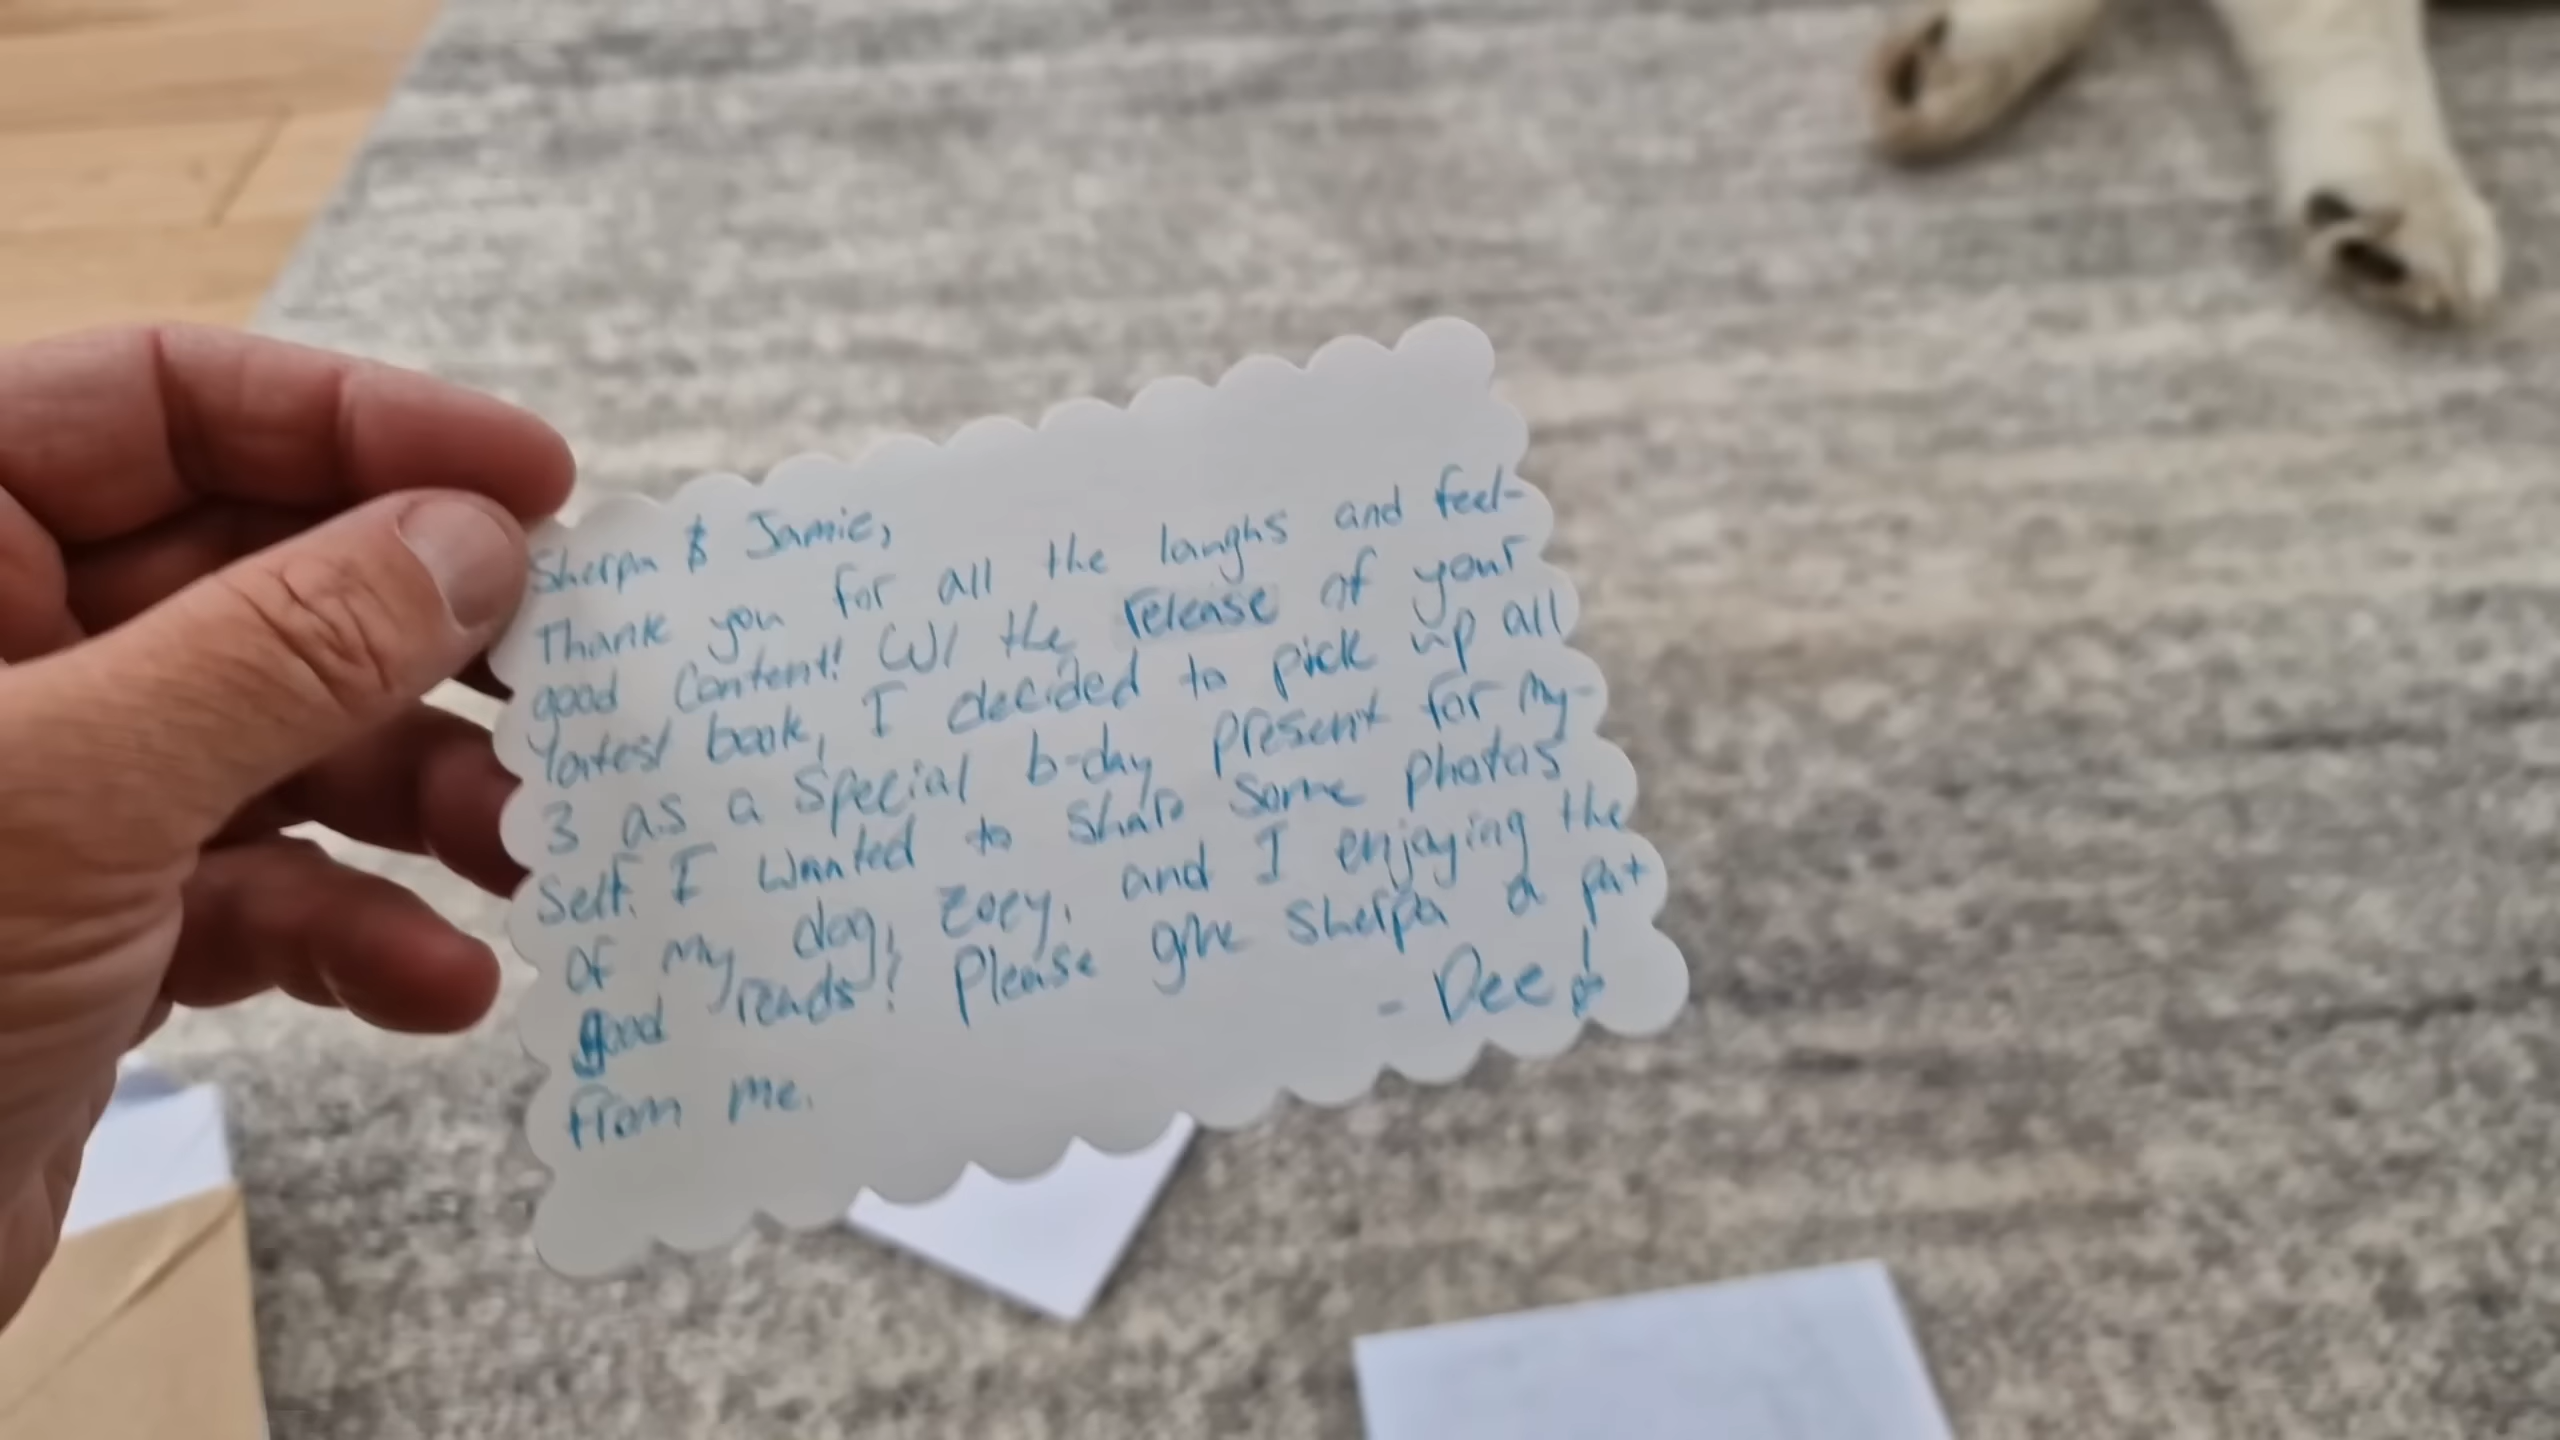 Sherpa & Jamie,
Thank you for all the laughs and feel-
good content! W/ the release of your
latest book, I decided to pick up all
3 as a special b-day present for my-
self. I wanted to share some photos
of my dog, Zoey, and I enjoying the
good reads! Please give Sherpa a pat
from me.
- Dee